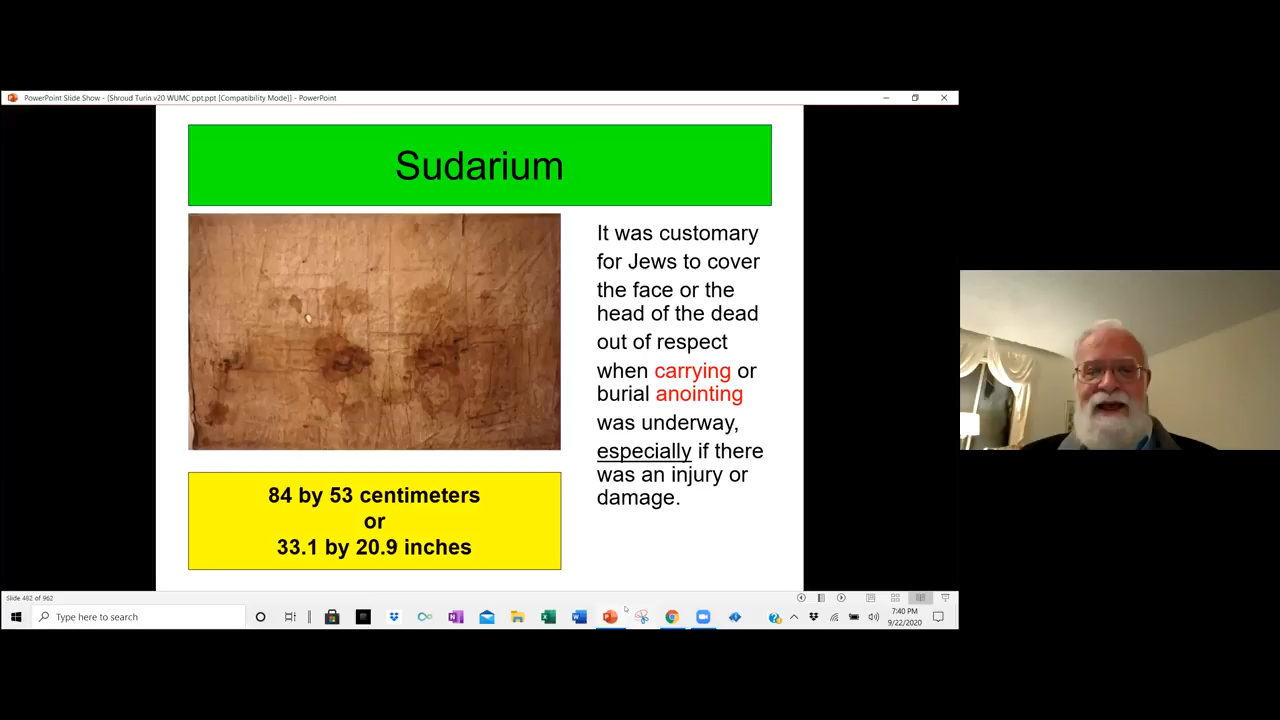 PowerPoint Slide Show - [Shroud Turin v20 WUMC ppt.ppt [Compatibility Mode]] - PowerPoint
Sudarium
It was customary
for Jews to cover
the face or the
head of the dead
out of respect
when carrying or
burial anointing
was underway,
especially if there
was an injury or
damage.
84 by 53 centimeters
or
33.1 by 20.9 inches
Slide 482 of 962
Type here to search
7:40 PM
9/22/2020